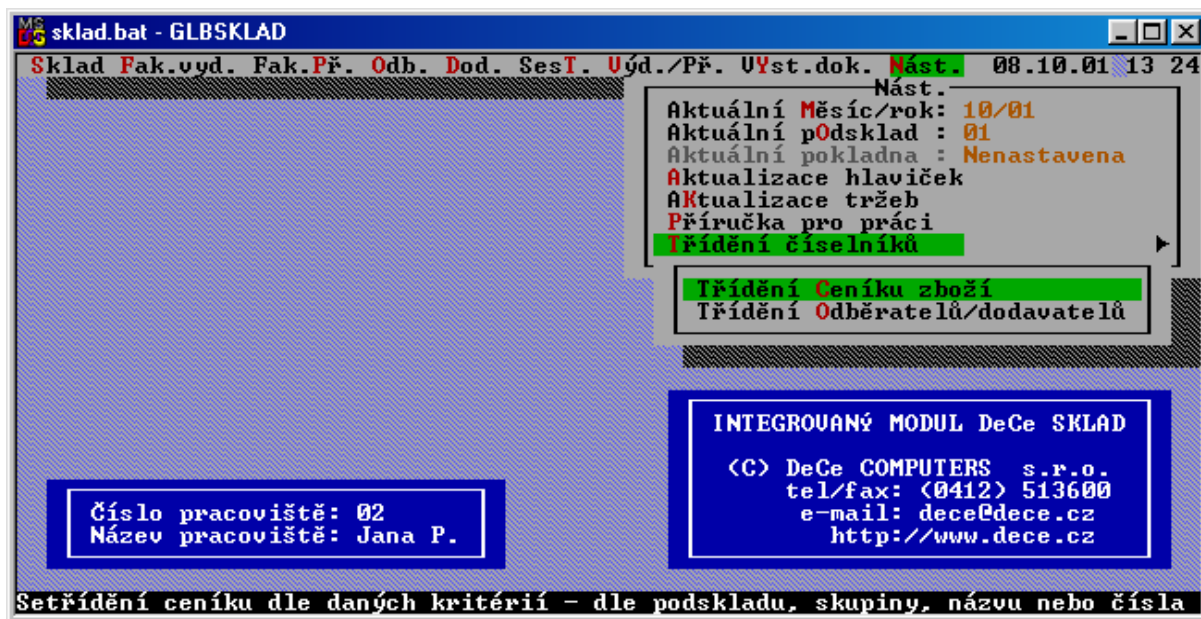 sklad.bat - GLBSKLAD
Sklad Fak.vyd. Fak.Př. Odb. Dod. SesT. Výd./Př. VYst.dok. Nást. 08.10.01 13 24
Nást.
Aktuální Měsíc/rok: 10/01
Aktuální pOdsklad : 01
Aktuální pokladna : Nenastavena
Aktualizace hlaviček
AKtualizace tržeb
Příručka pro práci
Třídění číselníků
Třídění Ceníku zboží
Třídění Odběratelů/dodavatelů
INTEGROVANÝ MODUL DeCe SKLAD
(C) DeCe COMPUTERS s.r.o.
tel/fax: (0412) 513600
e-mail: dece@dece.cz
http://www.dece.cz
Číslo pracoviště: 02
Název pracoviště: Jana P.
Setřídění ceníku dle daných kritérií - dle podskladu, skupiny, názvu nebo čísla